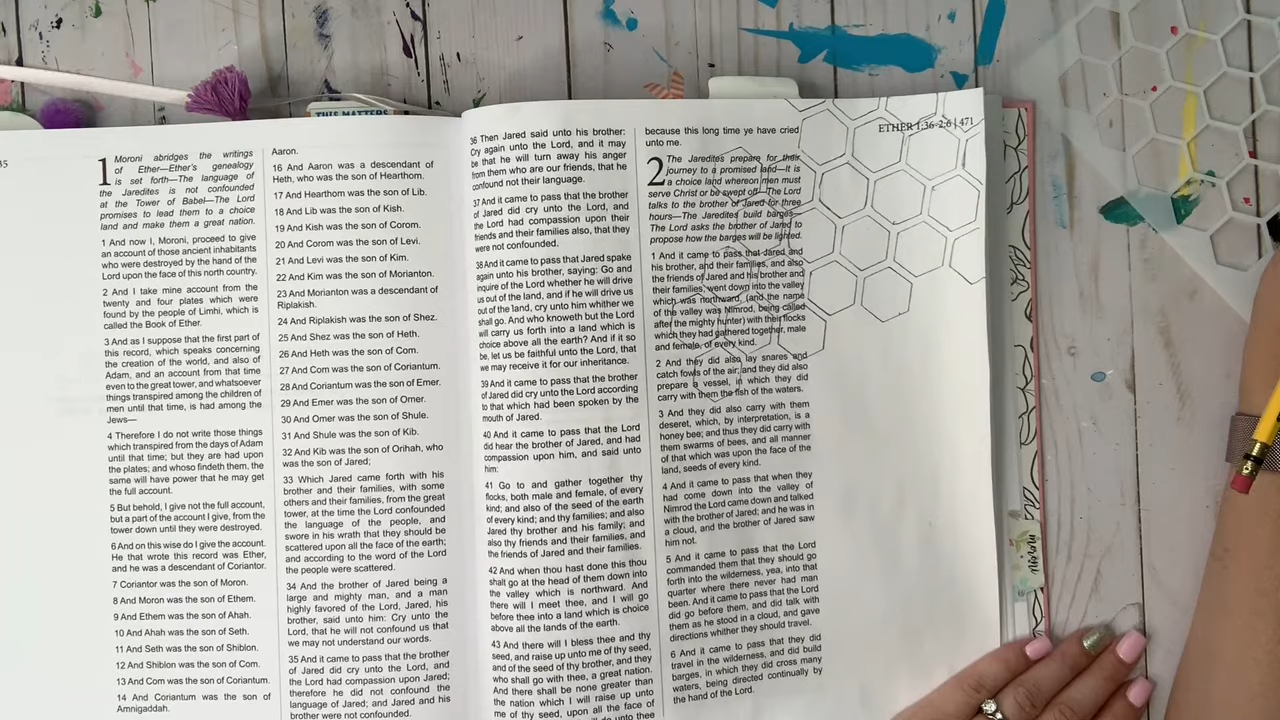 35
THIS MATTERS
1 Moroni abridges the writings
of Ether—Ether's genealogy
is set forth—The language of
the Jaredites is not confounded
at the Tower of Babel—The Lord
promises to lead them to a choice
land and make them a great nation.
1 And now I, Moroni, proceed to give
an account of those ancient inhabitants
who were destroyed by the hand of the
Lord upon the face of this north country.
2 And I take mine account from the
twenty and four plates which were
found by the people of Limhi, which is
called the Book of Ether.
3 And as I suppose that the first part of
this record, which speaks concerning
the creation of the world, and also of
Adam, and an account from that time
even to the great tower, and whatsoever
things transpired among the children of
men until that time, is had among the
Jews—
4 Therefore I do not write those things
which transpired from the days of Adam
until that time; but they are had upon
the plates; and whoso findeth them, the
same will have power that he may get
the full account.
5 But behold, I give not the full account,
but a part of the account I give, from the
tower down until they were destroyed.
6 And on this wise do I give the account.
He that wrote this record was Ether,
and he was a descendant of Coriantor.
7 Coriantor was the son of Moron.
8 And Moron was the son of Ethem.
9 And Ethem was the son of Ahah.
10 And Ahah was the son of Seth.
11 And Seth was the son of Shiblon.
12 And Shiblon was the son of Com.
13 And Com was the son of Coriantum.
14 And Coriantum was the son of
Amnigaddah.
Aaron.
16 And Aaron was a descendant of
Heth, who was the son of Hearthom.
17 And Hearthom was the son of Lib.
18 And Lib was the son of Kish.
19 And Kish was the son of Corom.
20 And Corom was the son of Levi.
21 And Levi was the son of Kim.
22 And Kim was the son of Morianton.
23 And Morianton was a descendant of
Riplakish.
24 And Riplakish was the son of Shez.
25 And Shez was the son of Heth.
26 And Heth was the son of Com.
27 And Com was the son of Coriantum.
28 And Coriantum was the son of Emer.
29 And Emer was the son of Omer.
30 And Omer was the son of Shule.
31 And Shule was the son of Kib.
32 And Kib was the son of Orihah, who
was the son of Jared;
33 Which Jared came forth with his
brother and their families, with some
others and their families, from the great
tower, at the time the Lord confounded
the language of the people, and
swore in his wrath that they should be
scattered upon all the face of the earth;
and according to the word of the Lord
the people were scattered.
34 And the brother of Jared being a
large and mighty man, and a man
highly favored of the Lord, Jared, his
brother, said unto him: Cry unto the
Lord, that he will not confound us that
we may not understand our words.
35 And it came to pass that the brother
of Jared did cry unto the Lord, and
the Lord had compassion upon Jared;
therefore he did not confound the
language of Jared; and Jared and his
brother were not confounded.
36 Then Jared said unto his brother:
Cry again unto the Lord, and it may
be that he will turn away his anger
from them who are our friends, that he
confound not their language.
37 And it came to pass that the brother
of Jared did cry unto the Lord, and
the Lord had compassion upon their
friends and their families also, that they
were not confounded.
38 And it came to pass that Jared spake
again unto his brother, saying: Go and
inquire of the Lord whether he will drive
us out of the land, and if he will drive us
out of the land, cry unto him whither we
shall go. And who knoweth but the Lord
will carry us forth into a land which is
choice above all the earth? And if it so
be, let us be faithful unto the Lord, that
we may receive it for our inheritance.
39 And it came to pass that the brother
of Jared did cry unto the Lord according
to that which had been spoken by the
mouth of Jared.
40 And it came to pass that the Lord
did hear the brother of Jared, and had
compassion upon him, and said unto
him:
41 Go to and gather together thy
flocks, both male and female, of every
kind; and also of the seed of the earth
of every kind; and thy families; and also
Jared thy brother and his family; and
also thy friends and their families, and
the friends of Jared and their families.
42 And when thou hast done this thou
shalt go at the head of them down into
the valley which is northward. And
there will I meet thee, and I will go
before thee into a land which is choice
above all the lands of the earth.
43 And there will I bless thee and thy
seed, and raise up unto me of thy seed,
and of the seed of thy brother, and they
who shall go with thee, a great nation.
And there shall be none greater than
the nation which I will raise up unto
me of thy seed, upon all the face of
unto thee
ETHER 1:36-2:6 | 471
because this long time ye have cried
unto me.
2 The Jaredites prepare for their
journey to a promised land—It is
a choice land whereon men must
serve Christ or be swept off—The Lord
talks to the brother of Jared for three
hours—The Jaredites build barges—
The Lord asks the brother of Jared to
propose how the barges will be lighted.
1 And it came to pass that Jared and
his brother, and their families, and also
the friends of Jared and his brother and
their families, went down into the valley
which was northward, (and the name
of the valley was Nimrod, being called
after the mighty hunter) with their flocks
which they had gathered together, male
and female, of every kind.
2 And they did also lay snares and
catch fowls of the air; and they did also
prepare a vessel, in which they did
carry with them the fish of the waters.
3 And they did also carry with them
deseret, which, by interpretation, is a
honey bee; and thus they did carry with
them swarms of bees, and all manner
of that which was upon the face of the
land, seeds of every kind.
4 And it came to pass that when they
had come down into the valley of
Nimrod the Lord came down and talked
with the brother of Jared; and he was in
a cloud, and the brother of Jared saw
him not.
5 And it came to pass that the Lord
commanded them that they should go
forth into the wilderness, yea, into that
quarter where there never had man
been. And it came to pass that the Lord
did go before them, and did talk with
them as he stood in a cloud, and gave
directions whither they should travel.
6 And it came to pass that they did
travel in the wilderness, and did build
barges, in which they did cross many
waters, being directed continually by
the hand of the Lord.
Moroni